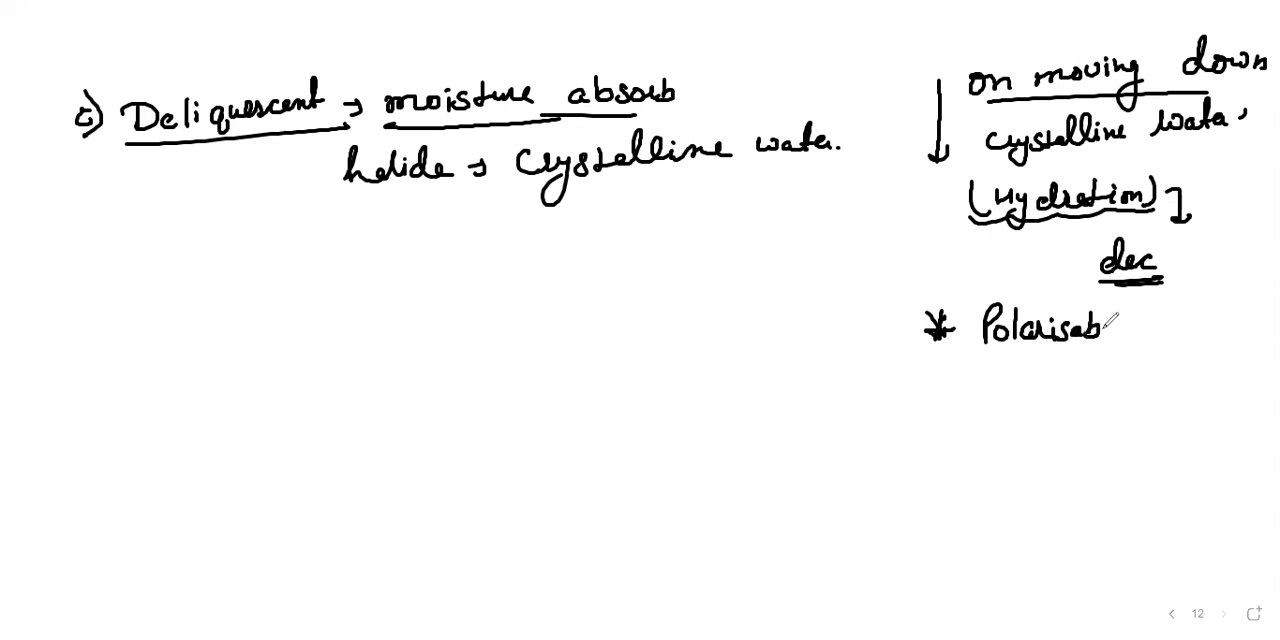 c) Deliquescent → moisture absorb
halide → Crystalline water.
↓ on moving down
crystalline water,
(Hydration) ↓
dec
* Polarisab
12